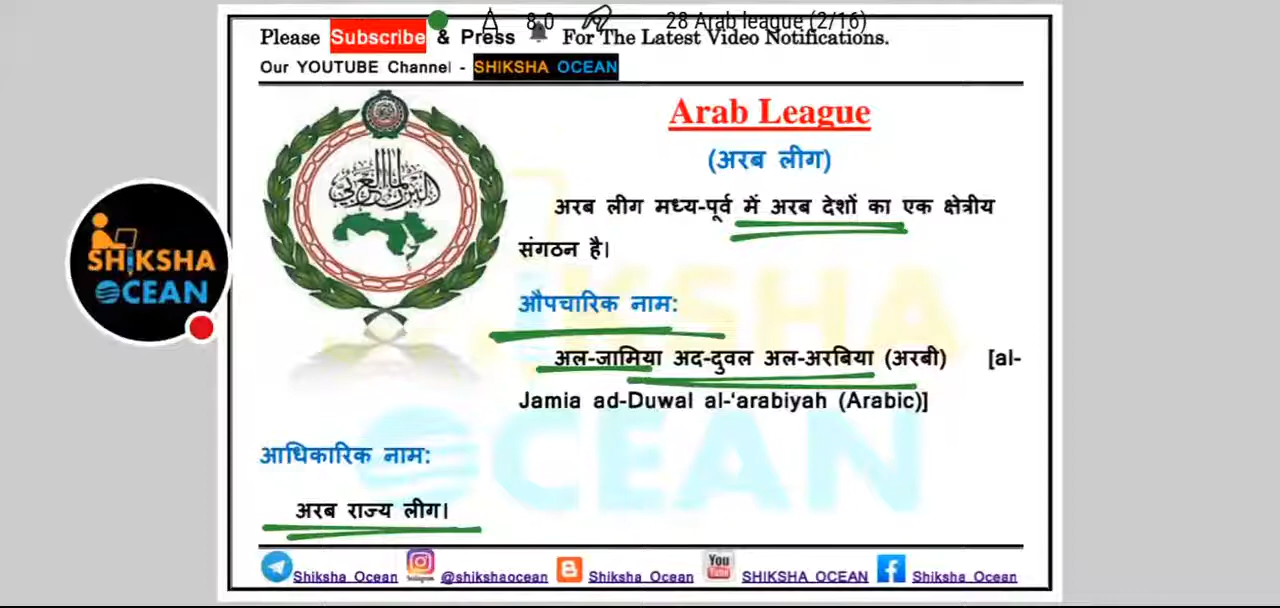 8.0 28 Arab league (2/16)
Please Subscribe & Press For The Latest Video Notifications.
Our YOUTUBE Channel - SHIKSHA OCEAN
Arab League
(अरब लीग)
अरब लीग मध्य-पूर्व में अरब देशों का एक क्षेत्रीय
संगठन है।
SHIKSHA
OCEAN
औपचारिक नाम:
अल-जामिया अद-दुवल अल-अरबिया (अरबी) [al-
Jamia ad-Duwal al-‘arabiyah (Arabic)]
आधिकारिक नाम:
अरब राज्य लीग।
Shiksha Ocean @shikshaocean Shiksha Ocean SHIKSHA OCEAN Shiksha Ocean